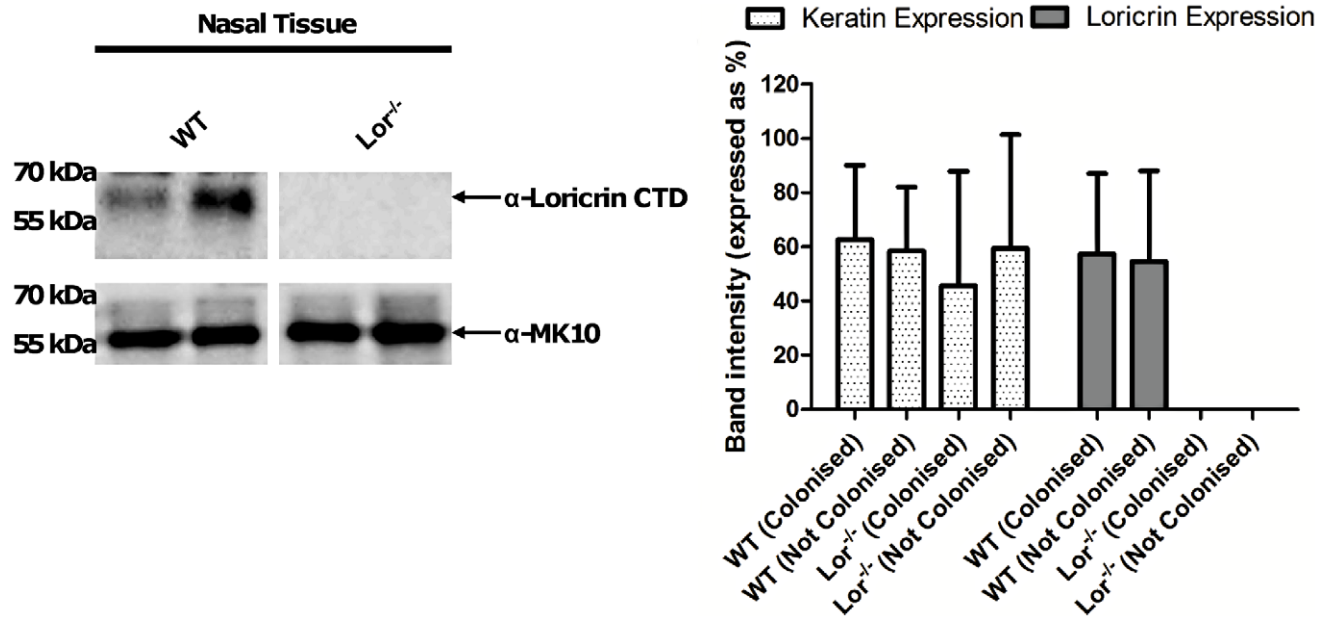 Nasal Tissue
WT
Lor-/-
70 kDa
55 kDa
α-Loricrin CTD
70 kDa
55 kDa
α-MK10
Keratin Expression
Loricrin Expression
Band intensity (expressed as %)
120
100
80
60
40
20
0
WT (Colonised)
WT (Not Colonised)
Lor-/- (Colonised)
Lor-/- (Not Colonised)
WT (Colonised)
WT (Not Colonised)
Lor-/- (Colonised)
Lor-/- (Not Colonised)